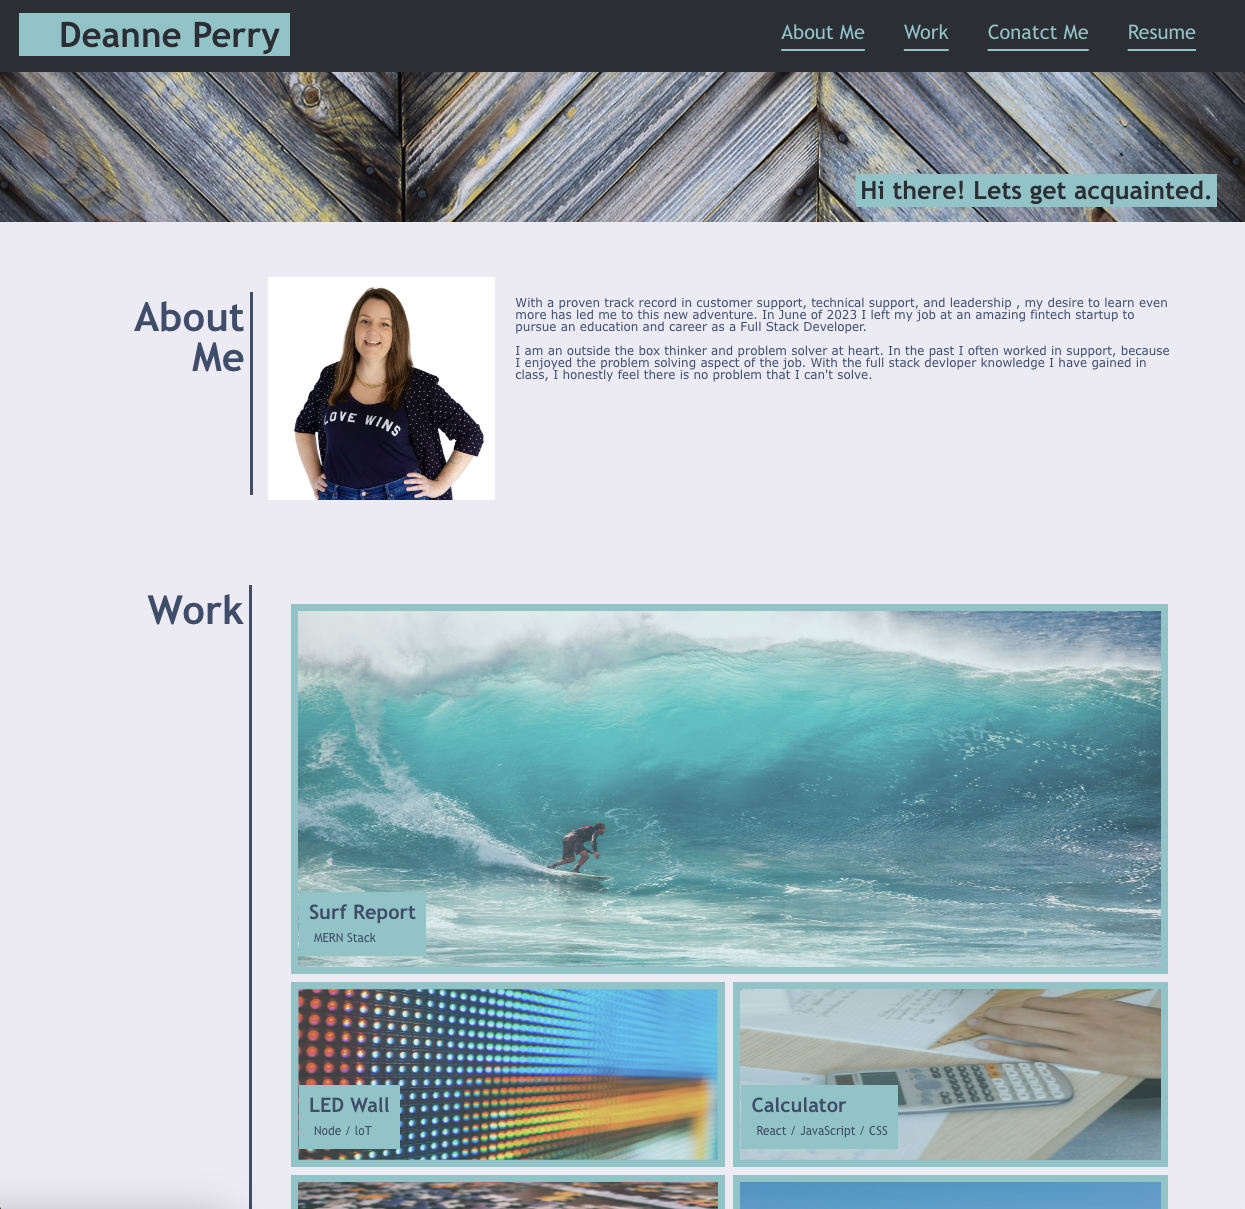 Deanne Perry
About Me
Work
Conatct Me
Resume
Hi there! Lets get acquainted.
About
Me
LOVE WINS
With a proven track record in customer support, technical support, and leadership , my desire to learn even
more has led me to this new adventure. In June of 2023 I left my job at an amazing fintech startup to
pursue an education and career as a Full Stack Developer.
I am an outside the box thinker and problem solver at heart. In the past I often worked in support, because
I enjoyed the problem solving aspect of the job. With the full stack devloper knowledge I have gained in
class, I honestly feel there is no problem that I can't solve.
Work
Surf Report
MERN Stack
LED Wall
Node / loT
Calculator
React / JavaScript / CSS